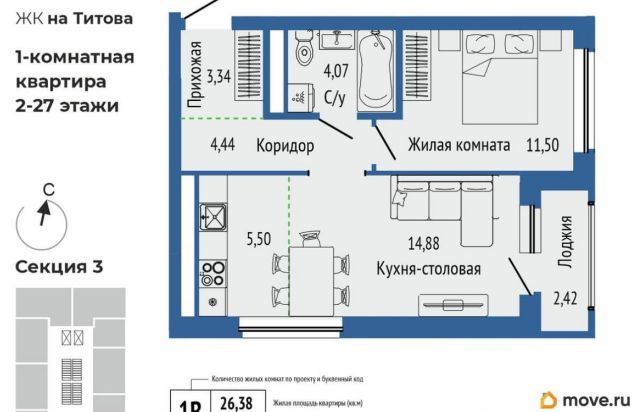 ЖК на Титова
1-комнатная
квартира
2-27 этажи
С
Секция 3
Прихожая
3,34
4,07
С/у
4,44 Коридор
Жилая комната 11,50
5,50
14,88
Кухня-столовая
Лоджия
2,42
Количество жилых комнат по проекту и буквенный код
26,38 Жилая площадь квартиры (кв.м)
move.ru